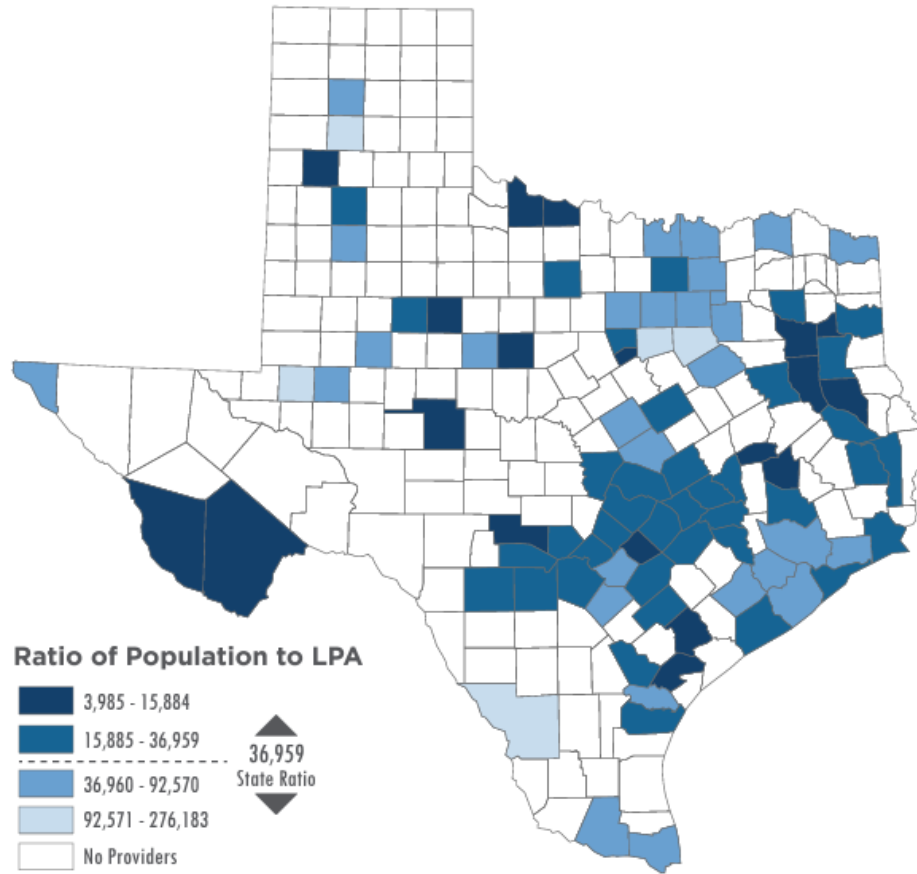 Ratio of Population to LPA
3,985 - 15,884
15,885 - 36,959
36,960 - 92,570
92,571 - 276,183
No Providers
36,959
State Ratio